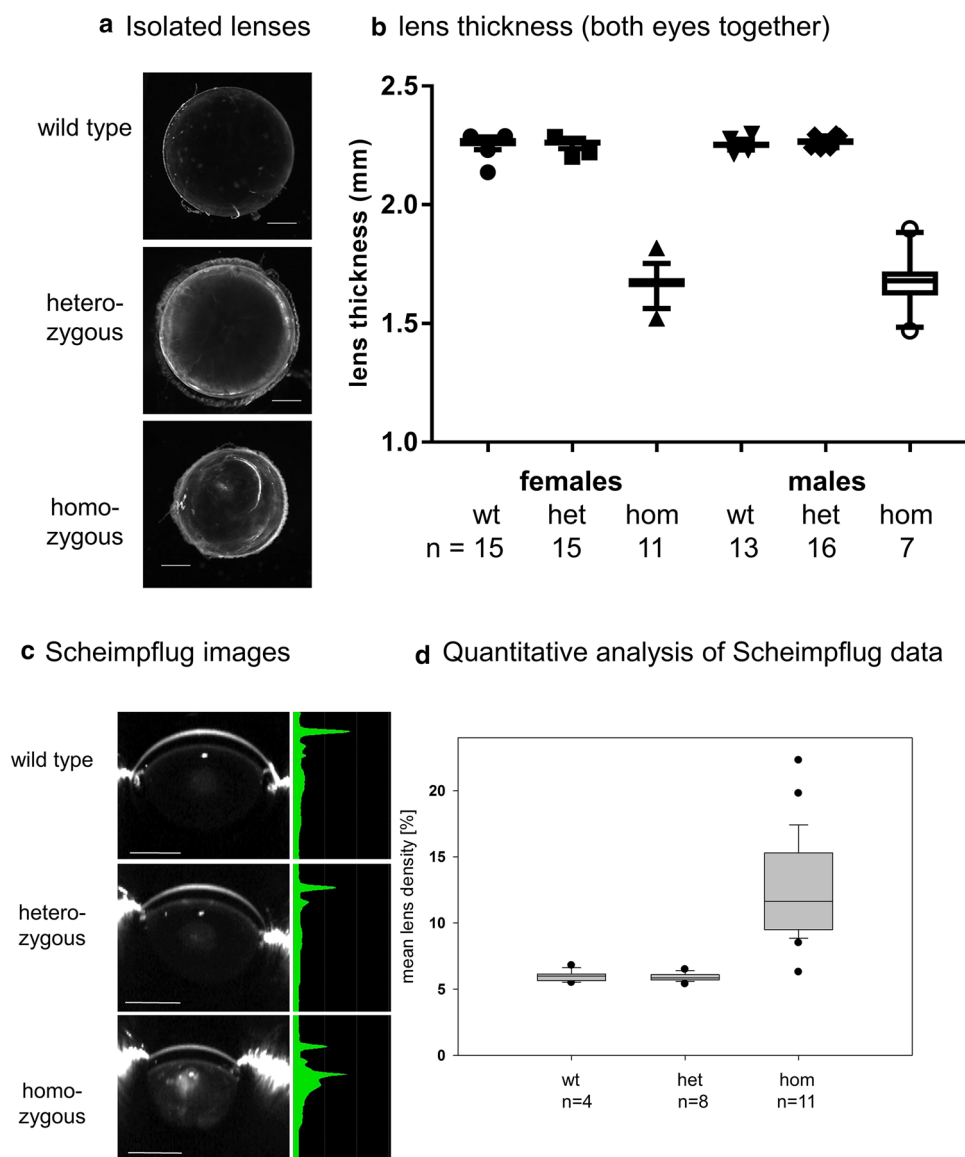 a Isolated lenses
wild type
hetero-
zygous
homo-
zygous
b lens thickness (both eyes together)
lens thickness (mm)
2.5
2.0
1.5
1.0
females males
wt het hom wt het hom
n = 15 15 11 13 16 7
c Scheimpflug images
wild type
hetero-
zygous
homo-
zygous
d Quantitative analysis of Scheimpflug data
mean lens density [%]
20
15
10
5
0
wt het hom
n=4 n=8 n=11